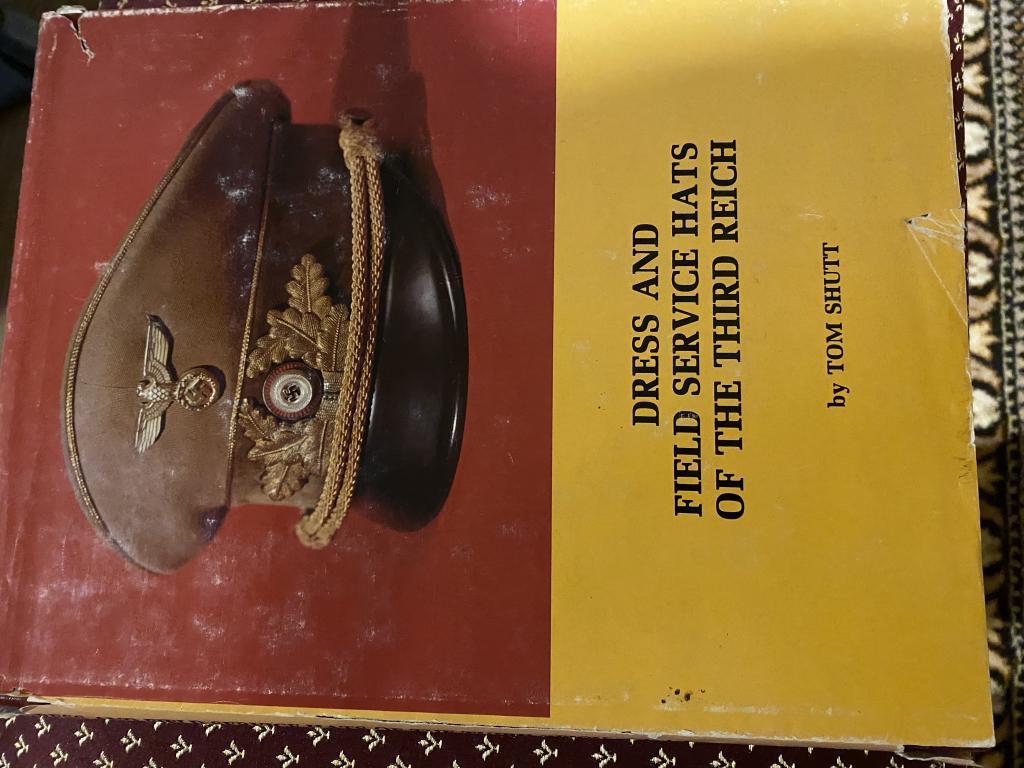 DRESS AND
FIELD SERVICE HATS
OF THE THIRD REICH
by TOM SHUTT